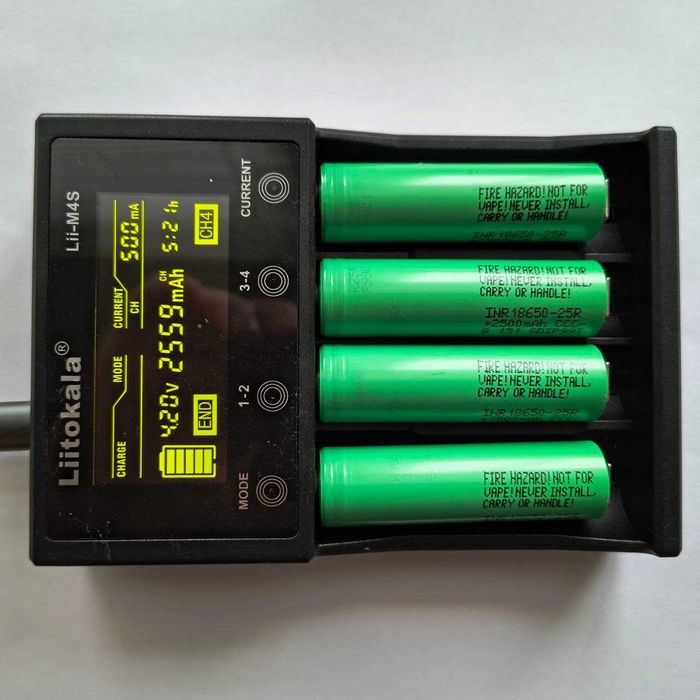 Liitokala®
Lii-M4S
CHARGE
MODE
CURRENT
CH
500 mA
4.20V
2559mAh
CH
5:21h
END
CH4
MODE
1-2
3-4
CURRENT
FIRE HAZARD! NOT FOR
VAPE! NEVER INSTALL,
CARRY OR HANDLE!
INR18650-25R
FIRE HAZARD! NOT FOR
VAPE! NEVER INSTALL,
CARRY OR HANDLE!
INR18650-25R
+2500mAh
FIRE HAZARD! NOT FOR
VAPE! NEVER INSTALL,
CARRY OR HANDLE!
INR18650-25R
FIRE HAZARD! NOT FOR
VAPE! NEVER INSTALL,
CARRY OR HANDLE!